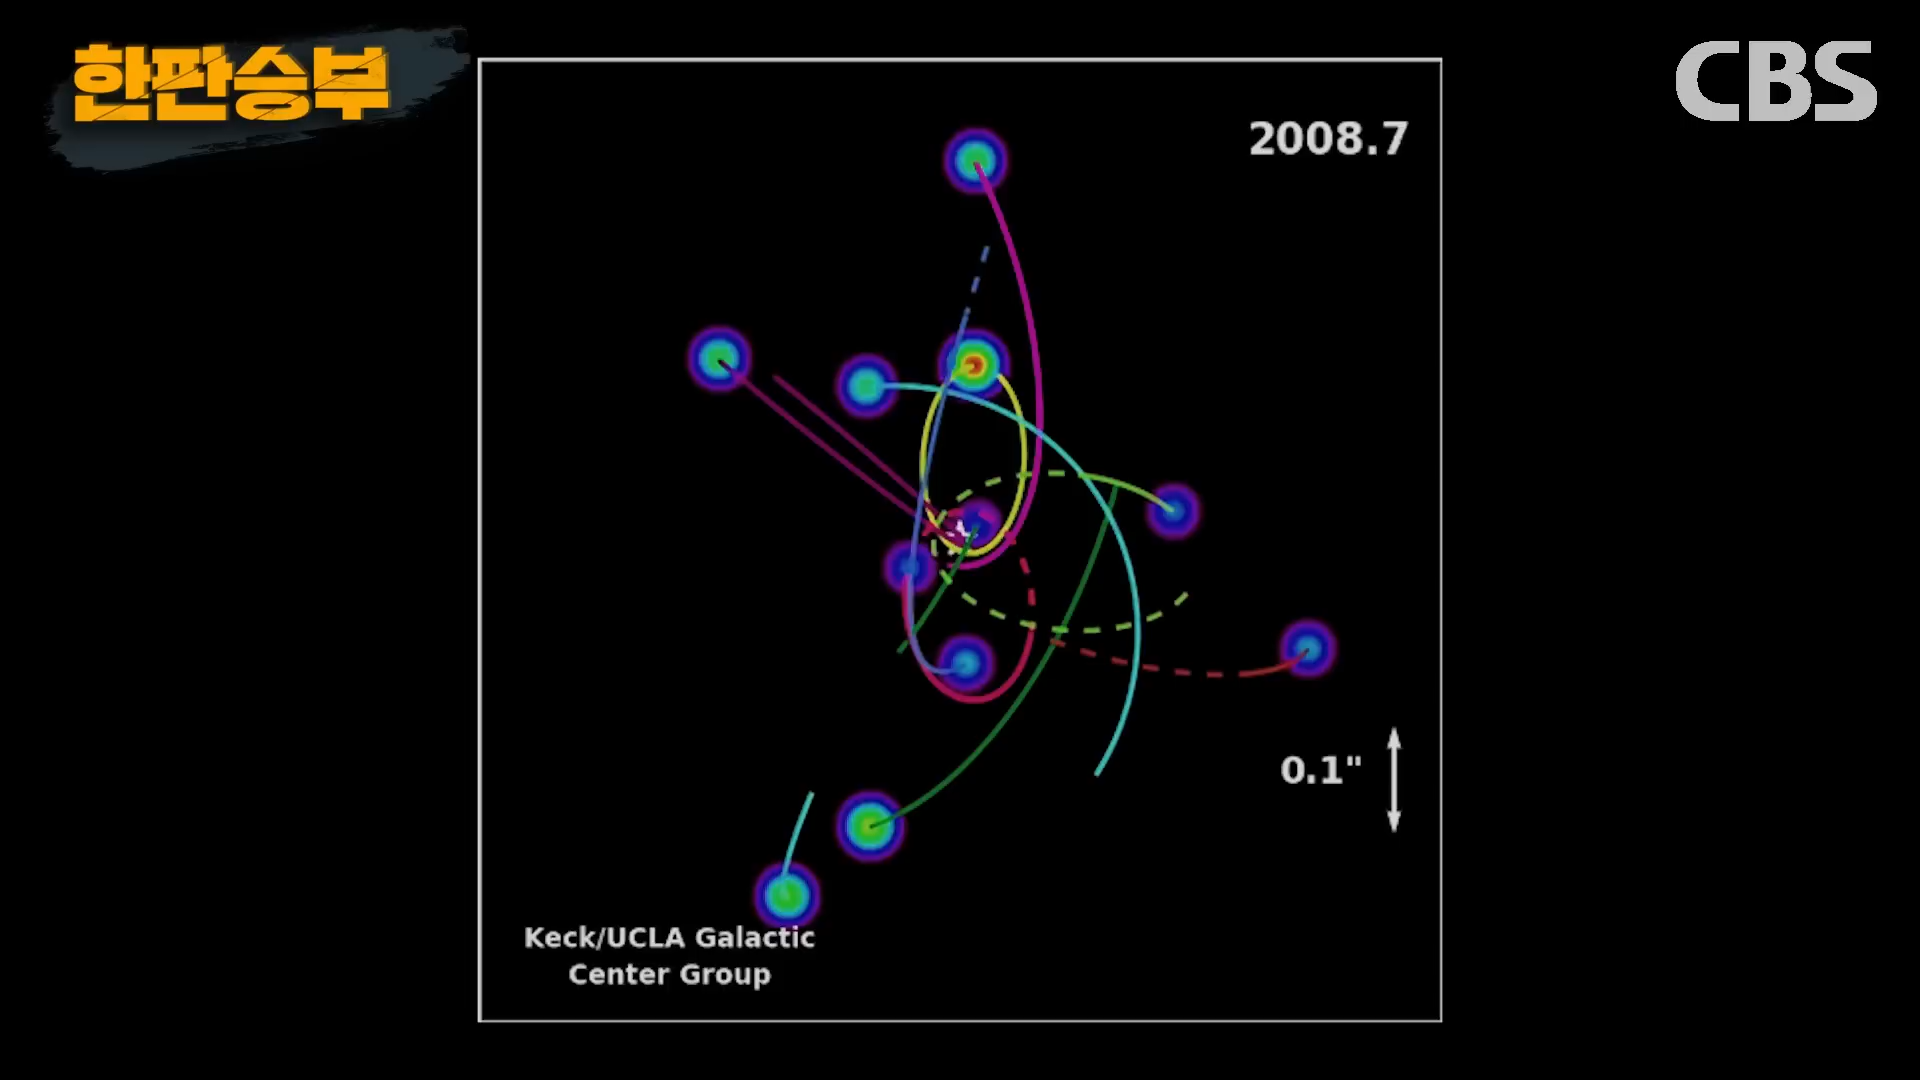 한판승부
CBS
2008.7
0.1"
Keck/UCLA Galactic
Center Group